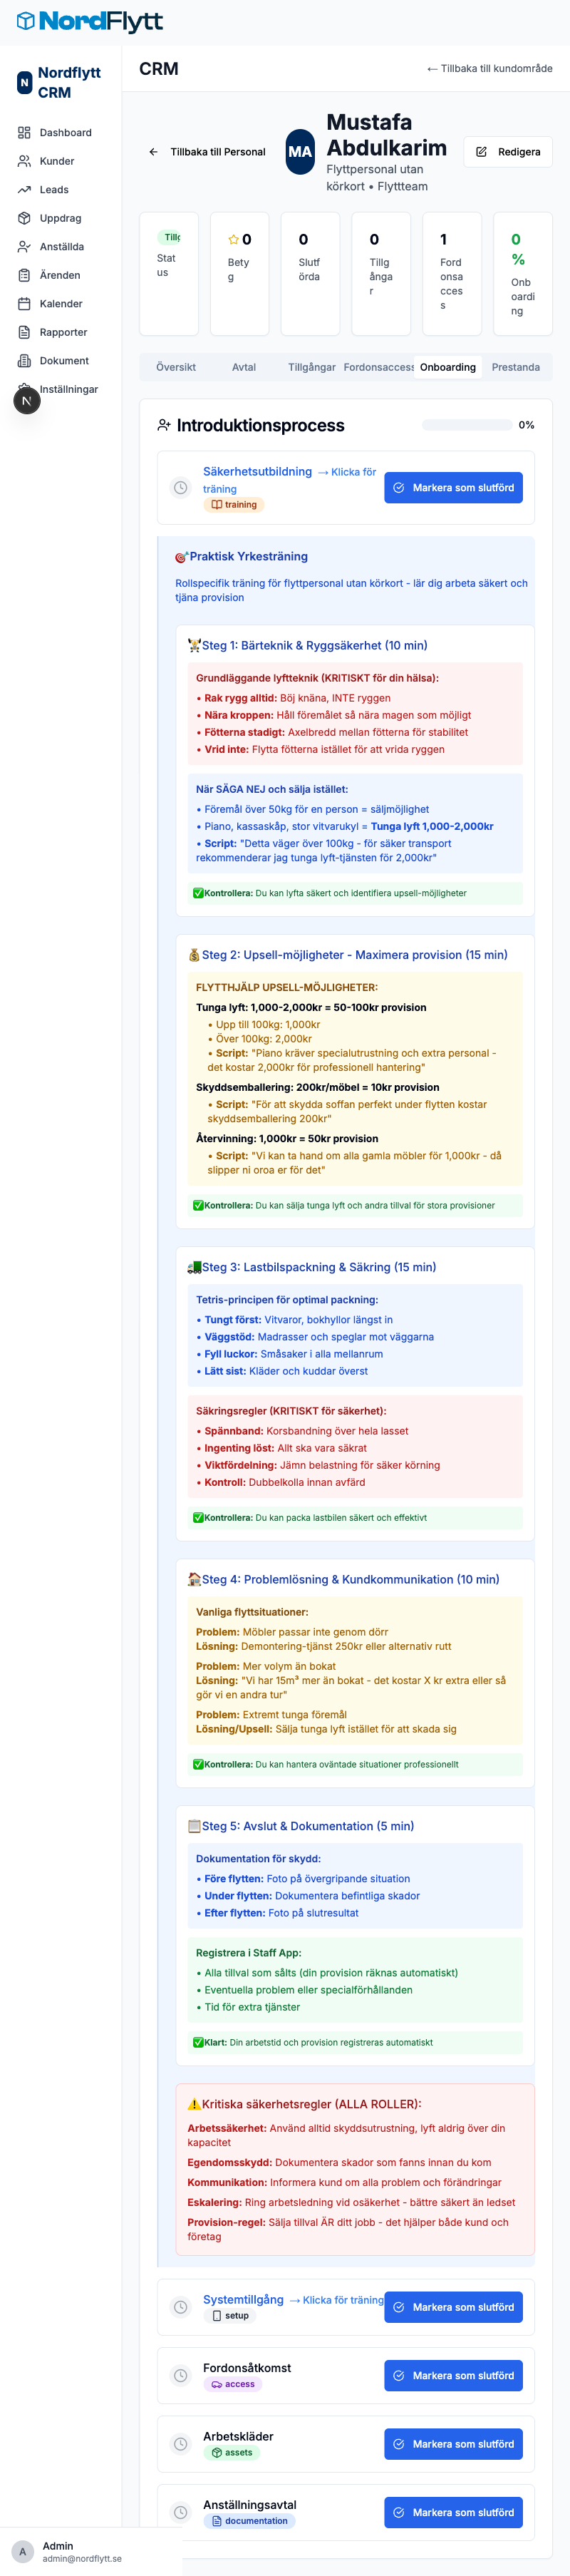 NordFlytt
N
Nordflytt
CRM
Dashboard
Kunder
Leads
Uppdrag
Anställda
Ärenden
Kalender
Rapporter
Dokument
Inställningar
N
CRM
← Tillbaka till kundområde
← Tillbaka till Personal
MA
Mustafa
Abdulkarim
Flyttpersonal utan
körkort • Flyttteam
Redigera
Stat
us
0
Bety
g
0
Slutf
örda
0
Tillg
ångar
1
Ford
onsa
cces
s
0
%
Onb
oardi
ng
Översikt
Avtal
Tillgångar
Fordonsaccess
Onboarding
Prestanda
Introduktionsprocess
0%
Säkerhetsutbildning → Klicka för
träning
training
Markera som slutförd
🎯Praktisk Yrkesträning
Rollspecifik träning för flyttpersonal utan körkort - lär dig arbeta säkert och
tjäna provision
🏋️Steg 1: Bärteknik & Ryggsäkerhet (10 min)
Grundläggande lyftteknik (KRITISKT för din hälsa):
• Rak rygg alltid: Böj knäna, INTE ryggen
• Nära kroppen: Håll föremålet så nära magen som möjligt
• Fötterna stadigt: Axelbredd mellan fötterna för stabilitet
• Vrid inte: Flytta fötterna istället för att vrida ryggen
När SÄGA NEJ och sälja istället:
• Föremål över 50kg för en person = säljmöjlighet
• Piano, kassaskåp, stor vitvarukyl = Tunga lyft 1,000-2,000kr
• Script: "Detta väger över 100kg - för säker transport
rekommenderar jag tunga lyft-tjänsten för 2,000kr"
✅Kontrollera: Du kan lyfta säkert och identifiera upsell-möjligheter
💰Steg 2: Upsell-möjligheter - Maximera provision (15 min)
FLYTTHJÄLP UPSELL-MÖJLIGHETER:
Tunga lyft: 1,000-2,000kr = 50-100kr provision
• Upp till 100kg: 1,000kr
• Över 100kg: 2,000kr
• Script: "Piano kräver specialutrustning och extra personal -
det kostar 2,000kr för professionell hantering"
Skyddsemballering: 200kr/möbel = 10kr provision
• Script: "För att skydda soffan perfekt under flytten kostar
skyddsemballering 200kr"
Återvinning: 1,000kr = 50kr provision
• Script: "Vi kan ta hand om alla gamla möbler för 1,000kr - då
slipper ni oroa er för det"
✅Kontrollera: Du kan sälja tunga lyft och andra tillval för stora provisioner
🚛Steg 3: Lastbilspackning & Säkring (15 min)
Tetris-principen för optimal packning:
• Tungt först: Vitvaror, bokhyllor längst in
• Väggstöd: Madrasser och speglar mot väggarna
• Fyll luckor: Småsaker i alla mellanrum
• Lätt sist: Kläder och kuddar överst
Säkringsregler (KRITISKT för säkerhet):
• Spännband: Korsbandning över hela lasset
• Ingenting löst: Allt ska vara säkrat
• Viktfördelning: Jämn belastning för säker körning
• Kontroll: Dubbelkolla innan avfärd
✅Kontrollera: Du kan packa lastbilen säkert och effektivt
🏠Steg 4: Problemlösning & Kundkommunikation (10 min)
Vanliga flyttsituationer:
Problem: Möbler passar inte genom dörr
Lösning: Demontering-tjänst 250kr eller alternativ rutt
Problem: Mer volym än bokat
Lösning: "Vi har 15m³ mer än bokat - det kostar X kr extra eller så
gör vi en andra tur"
Problem: Extremt tunga föremål
Lösning/Upsell: Sälja tunga lyft istället för att skada sig
✅Kontrollera: Du kan hantera oväntade situationer professionellt
📋Steg 5: Avslut & Dokumentation (5 min)
Dokumentation för skydd:
• Före flytten: Foto på övergripande situation
• Under flytten: Dokumentera befintliga skador
• Efter flytten: Foto på slutresultat
Registrera i Staff App:
• Alla tillval som sålts (din provision räknas automatiskt)
• Eventuella problem eller specialförhållanden
• Tid för extra tjänster
✅Klart: Din arbetstid och provision registreras automatiskt
⚠️Kritiska säkerhetsregler (ALLA ROLLER):
Arbetssäkerhet: Använd alltid skyddsutrustning, lyft aldrig över din
kapacitet
Egendomsskydd: Dokumentera skador som fanns innan du kom
Kommunikation: Informera kund om alla problem och förändringar
Eskalering: Ring arbetsledning vid osäkerhet - bättre säkert än ledset
Provision-regel: Sälja tillval ÄR ditt jobb - det hjälper både kund och
företag
Systemtillgång → Klicka för träning
setup
Markera som slutförd
Fordonsåtkomst
access
Markera som slutförd
Arbetskläder
assets
Markera som slutförd
Anställningsavtal
documentation
Markera som slutförd
A
Admin
admin@nordflytt.se